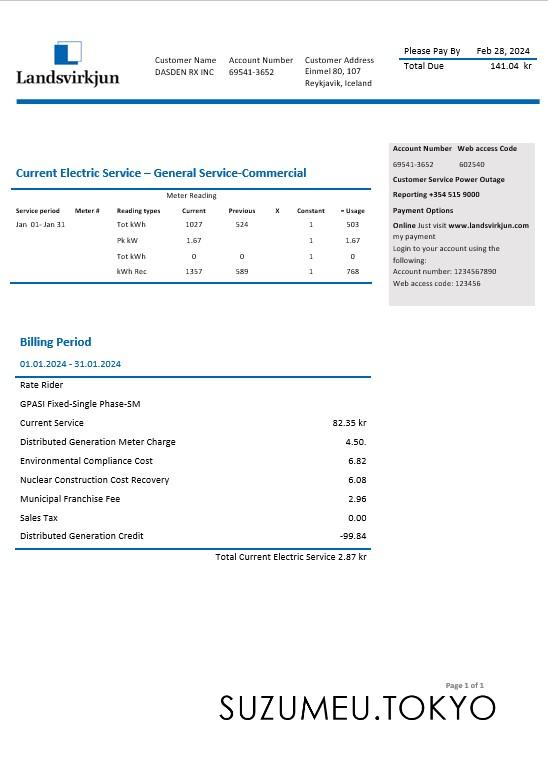 Landsvirkjun
Customer Name Account Number Customer Address
DASDEN RX INC 69541-3652 Einmel 80, 107
Reykjavik, Iceland
Please Pay By Feb 28, 2024
Total Due 141.04 kr
Account Number Web access Code
69541-3652 602540
Customer Service Power Outage
Reporting +354 515 9000
Payment Options
Online Just visit www.landsvirkjun.com
my payment
Login to your account using the
following:
Account number: 1234567890
Web access code: 123456
Current Electric Service – General Service-Commercial
Meter Reading
Service period Meter # Reading types Current Previous X Constant = Usage
Jan 01- Jan 31 Tot kWh 1027 524 1 503
Pk kW 1.67 1 1.67
Tot kWh 0 0 1 0
kWh Rec 1357 589 1 768
Billing Period
01.01.2024 - 31.01.2024
Rate Rider
GPASI Fixed-Single Phase-SM
Current Service 82.35 kr
Distributed Generation Meter Charge 4.50.
Environmental Compliance Cost 6.82
Nuclear Construction Cost Recovery 6.08
Municipal Franchise Fee 2.96
Sales Tax 0.00
Distributed Generation Credit -99.84
Total Current Electric Service 2.87 kr
Page 1 of 1
SUZUMEU.TOKYO